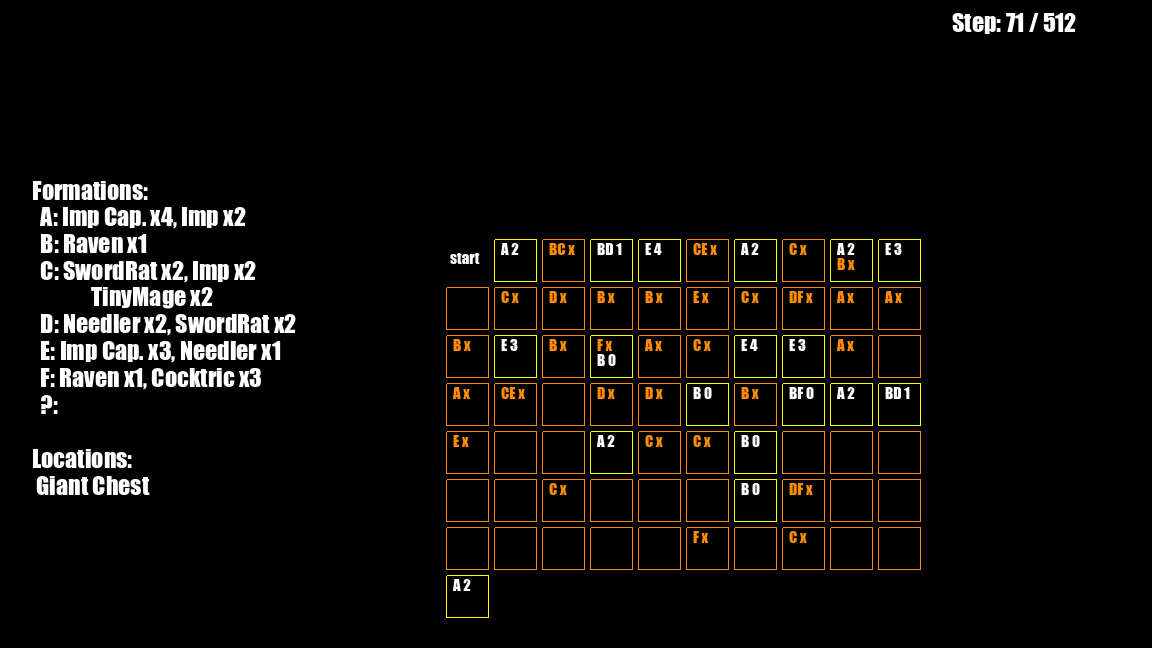 Step: 71 / 512
Formations:
A: Imp Cap. x4, Imp x2
B: Raven x1
C: SwordRat x2, Imp x2
TinyMage x2
D: Needler x2, SwordRat x2
E: Imp Cap. x3, Needler x1
F: Raven x1, Cocktric x3
?:
Locations:
Giant Chest
start A 2 BC x BD 1 E 4 CE x A 2 C x A 2 E 3
B x
C x D x B x B x E x C x DF x A x A x
B x E 3 B x F x A x C x E 4 E 3 A x
B 0
A x CE x D x D x B 0 B x BF 0 A 2 BD 1
E x A 2 C x C x B 0
C x B 0 DF x
F x C x
A 2